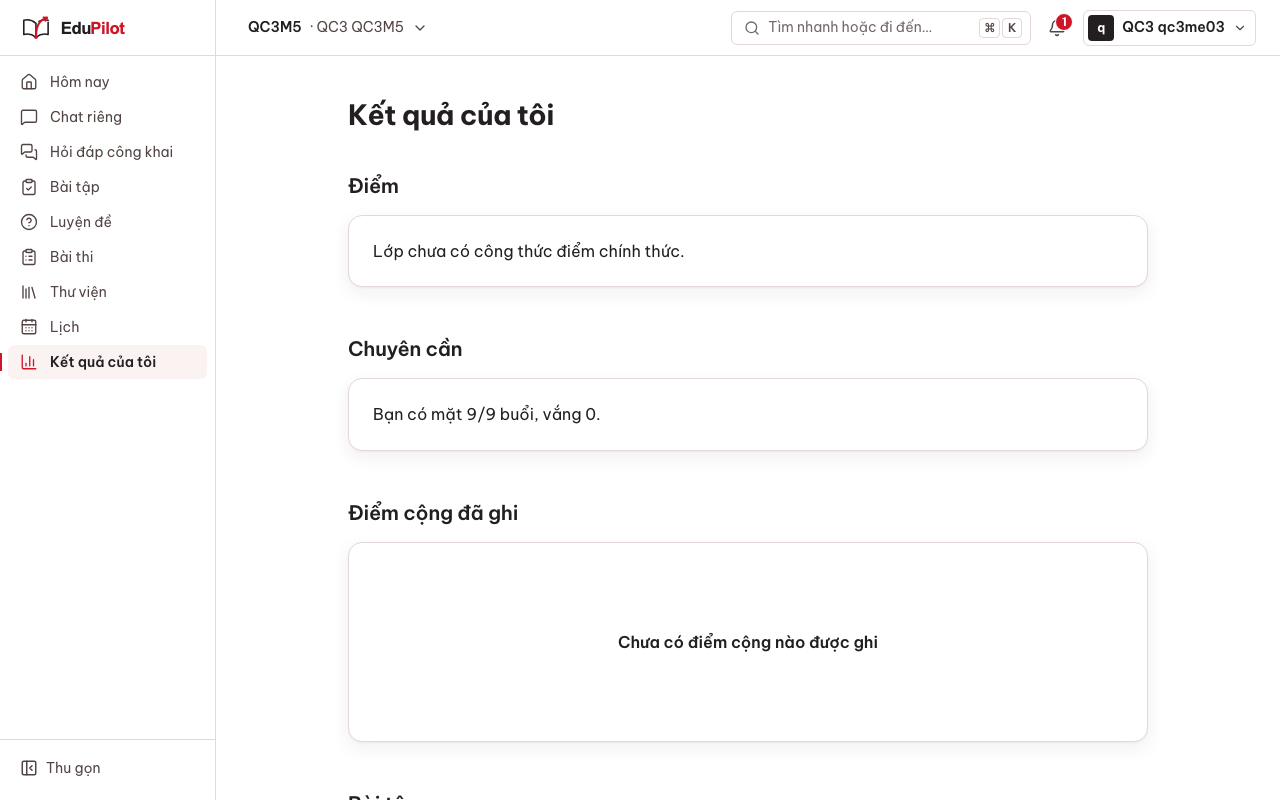 EduPilot
QC3M5 · QC3 QC3M5
Tìm nhanh hoặc đi đến...
⌘ K
1
q QC3 qc3me03
Hôm nay
Chat riêng
Hỏi đáp công khai
Bài tập
Luyện đề
Bài thi
Thư viện
Lịch
Kết quả của tôi
Thu gọn
Kết quả của tôi
Điểm
Lớp chưa có công thức điểm chính thức.
Chuyên cần
Bạn có mặt 9/9 buổi, vắng 0.
Điểm cộng đã ghi
Chưa có điểm cộng nào được ghi